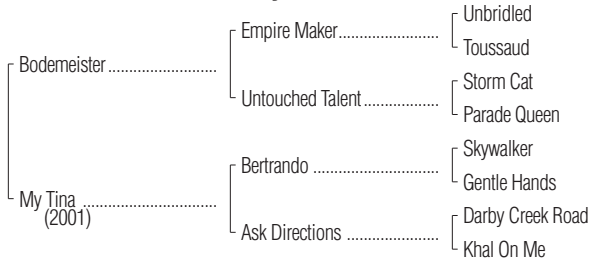 Unbridled
Empire Maker....................
Toussaud
Bodemeister ........................
Storm Cat
Untouched Talent...............
Parade Queen
Skywalker
Bertrando .........................
Gentle Hands
My Tina .............................
(2001)
Darby Creek Road
Ask Directions ..................
Khal On Me